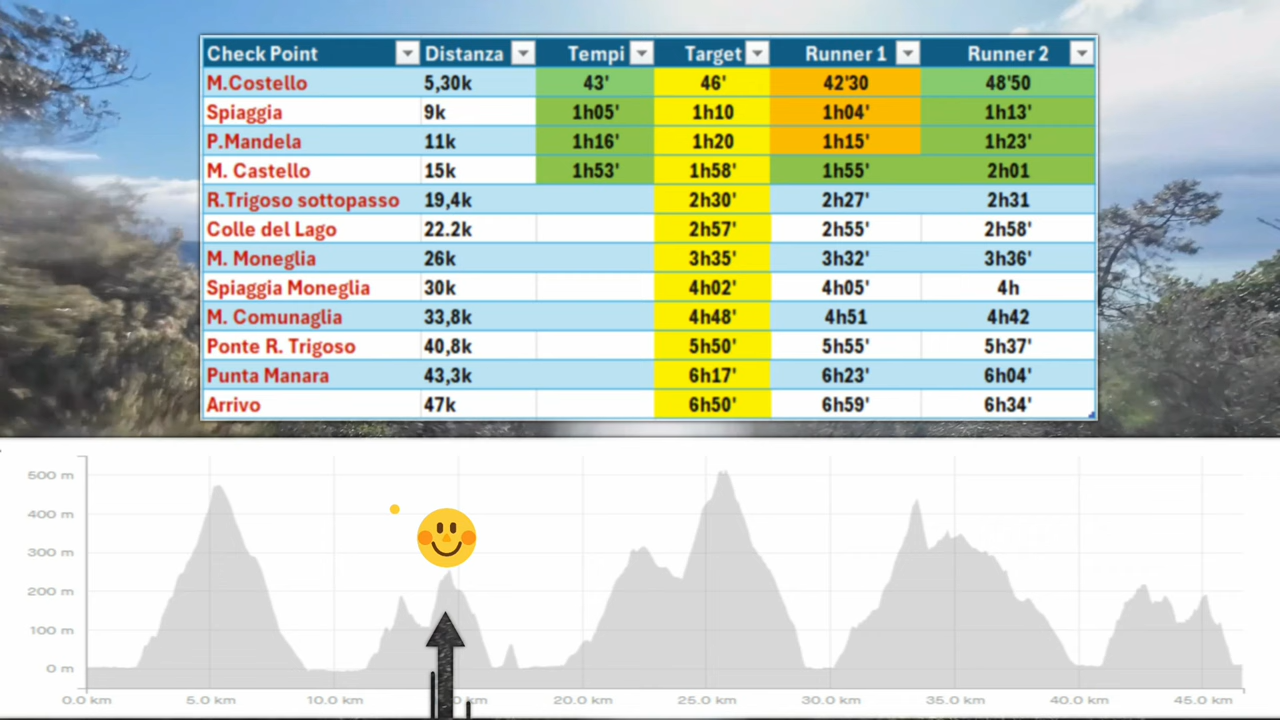 Check Point Distanza Tempi Target Runner 1 Runner 2
M.Costello 5,30k 43' 46' 42'30 48'50
Spiaggia 9k 1h05' 1h10 1h04' 1h13'
P.Mandela 11k 1h16' 1h20 1h15' 1h23'
M. Castello 15k 1h53' 1h58' 1h55' 2h01
R.Trigoso sottopasso 19,4k 2h30' 2h27' 2h31
Colle del Lago 22.2k 2h57' 2h55' 2h58'
M. Moneglia 26k 3h35' 3h32' 3h36'
Spiaggia Moneglia 30k 4h02' 4h05' 4h
M. Comunaglia 33,8k 4h48' 4h51 4h42
Ponte R. Trigoso 40,8k 5h50' 5h55' 5h37'
Punta Manara 43,3k 6h17' 6h23' 6h04'
Arrivo 47k 6h50' 6h59' 6h34'
500 m
400 m
300 m
200 m
100 m
0 m
0.0 km 5.0 km 10.0 km km 20.0 km 25.0 km 30.0 km 35.0 km 40.0 km 45.0 km